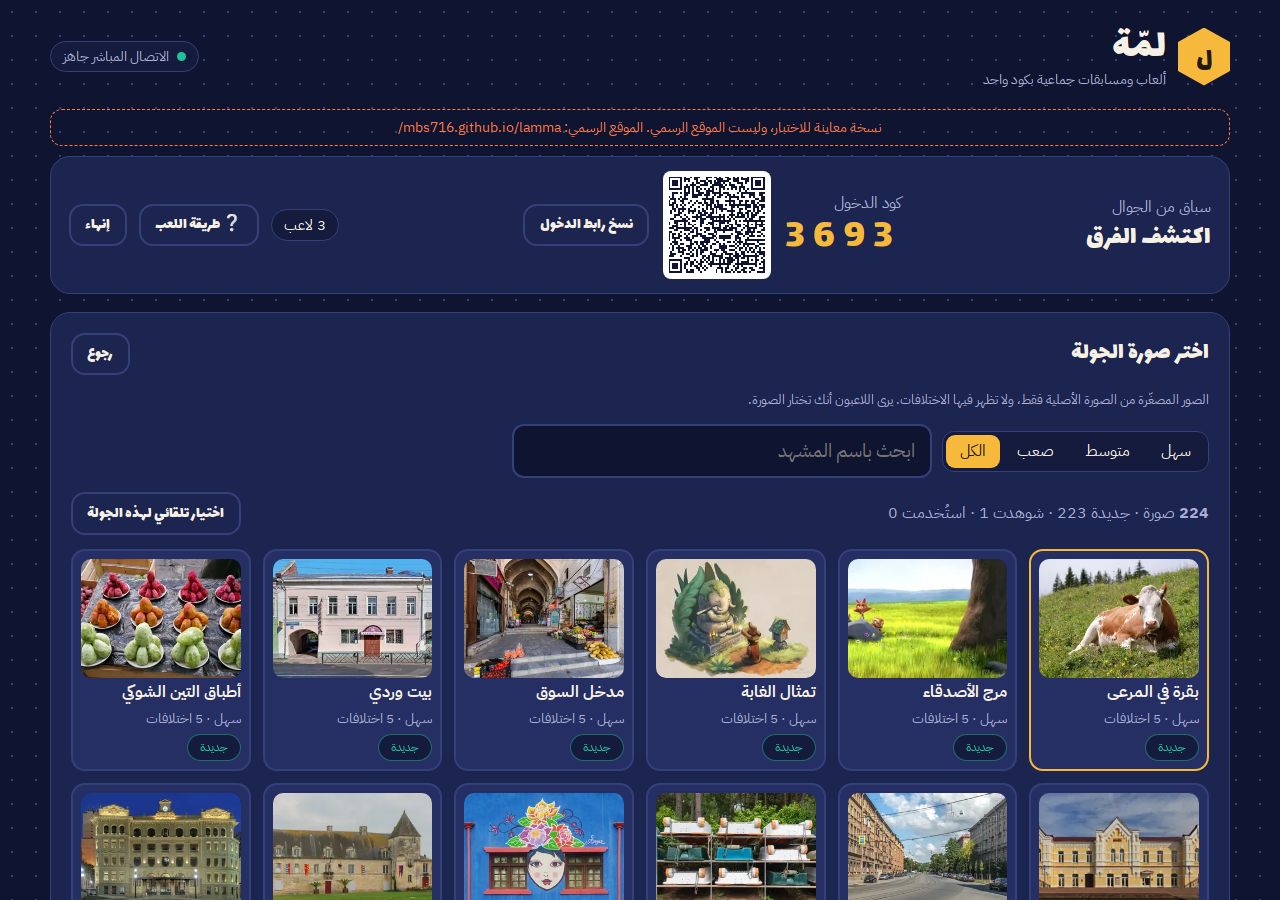 ل
لمّة
ألعاب ومسابقات جماعية بكود واحد
الاتصال المباشر جاهز
نسخة معاينة للاختبار، وليست الموقع الرسمي. الموقع الرسمي: mbs716.github.io/lamma/
سباق من الجوال
اكتشف الفرق
كود الدخول
3693
نسخ رابط الدخول
3 لاعب
❔ طريقة اللعب
إنهاء
اختر صورة الجولة
رجوع
الصور المصغّرة من الصورة الأصلية فقط، ولا تظهر فيها الاختلافات. يرى اللاعبون أنك تختار الصورة.
سهل متوسط صعب الكل
ابحث باسم المشهد
224 صورة · جديدة 223 · شوهدت 1 · استُخدمت 0
اختيار تلقائي لهذه الجولة
بقرة في المرعى
سهل · 5 اختلافات
جديدة
مرج الأصدقاء
سهل · 5 اختلافات
جديدة
تمثال الغابة
سهل · 5 اختلافات
جديدة
مدخل السوق
سهل · 5 اختلافات
جديدة
بيت وردي
سهل · 5 اختلافات
جديدة
أطباق التين الشوكي
سهل · 5 اختلافات
جديدة